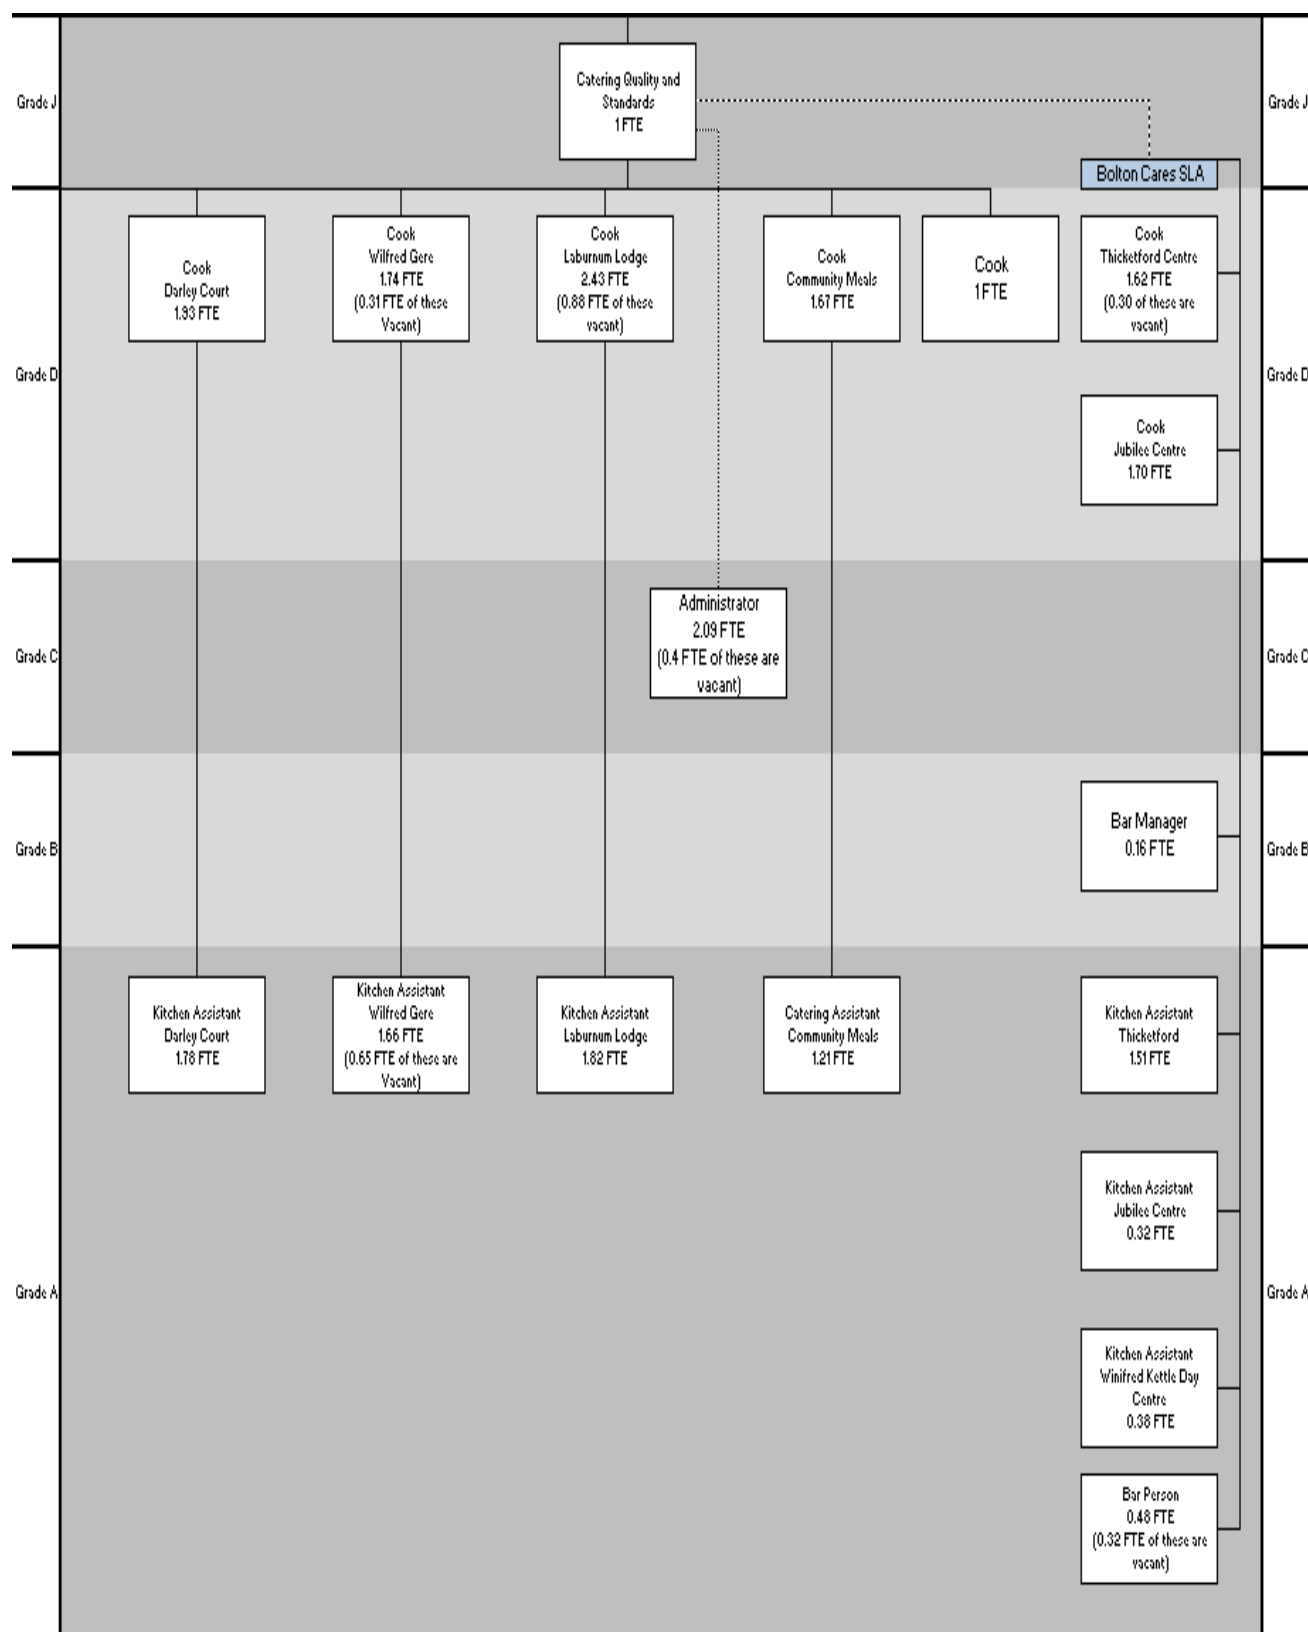 Catering Quality and
Standards
1 FTE
Grade J
Grade J
Bolton Cares SLA
Cook
Darley Court
1.93 FTE
Cook
Wilfred Gere
1.74 FTE
(0.31 FTE of these
Vacant)
Cook
Laburnum Lodge
2.43 FTE
(0.88 FTE of these
vacant)
Cook
Community Meals
1.67 FTE
Cook
1 FTE
Cook
Thicketford Centre
1.62 FTE
(0.30 of these are
vacant)
Grade D
Grade D
Cook
Jubilee Centre
1.70 FTE
Administrator
2.09 FTE
(0.4 FTE of these are
vacant)
Grade C
Grade C
Bar Manager
0.16 FTE
Grade B
Grade B
Kitchen Assistant
Darley Court
1.78 FTE
Kitchen Assistant
Wilfred Gere
1.66 FTE
(0.65 FTE of these are
Vacant)
Kitchen Assistant
Laburnum Lodge
1.82 FTE
Catering Assistant
Community Meals
1.21 FTE
Kitchen Assistant
Thicketford
1.51 FTE
Kitchen Assistant
Jubilee Centre
0.32 FTE
Grade A
Grade A
Kitchen Assistant
Winifred Kettle Day
Centre
0.38 FTE
Bar Person
0.48 FTE
(0.32 FTE of these are
vacant)